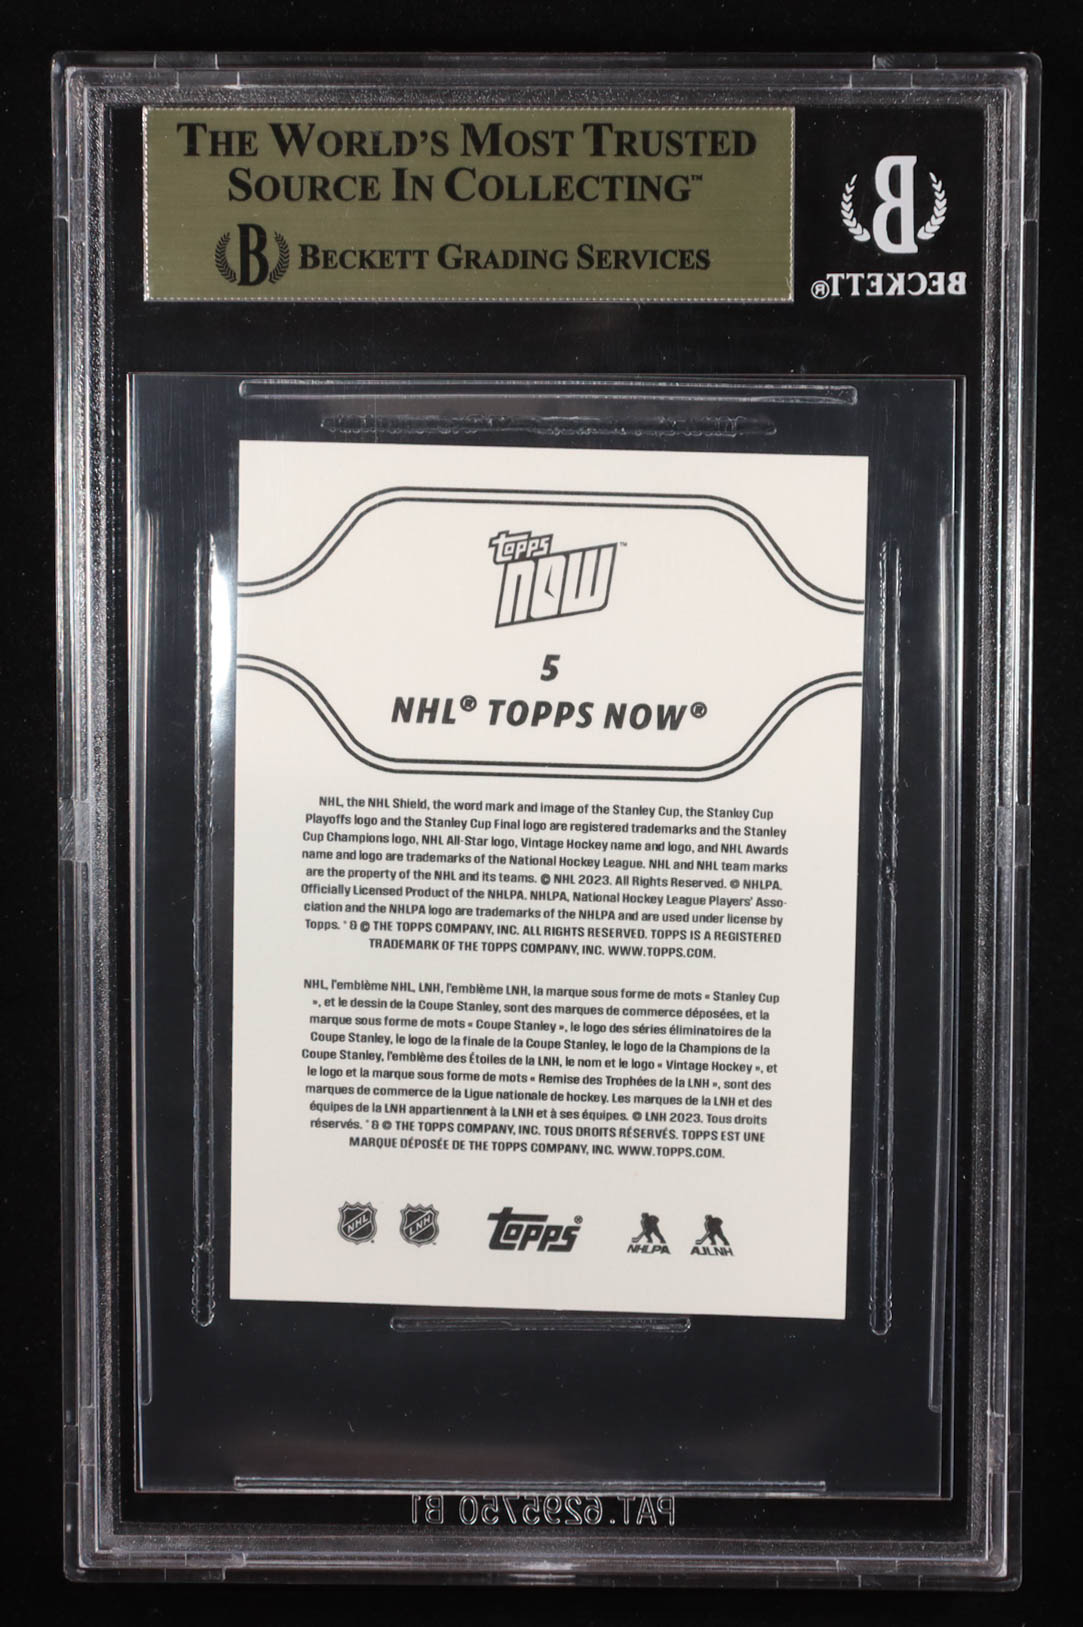 THE WORLD'S MOST TRUSTED
SOURCE IN COLLECTING™
B BECKETT GRADING SERVICES
B
BECKETT®
topps
now™
5
NHL® TOPPS NOW®
NHL, the NHL Shield, the word mark and image of the Stanley Cup, the Stanley Cup
Playoffs logo and the Stanley Cup Final logo are registered trademarks and the Stanley
Cup Champions logo, NHL All-Star logo, Vintage Hockey name and logo, and NHL Awards
name and logo are trademarks of the National Hockey League. NHL and NHL team marks
are the property of the NHL and its teams. © NHL 2023. All Rights Reserved. © NHLPA.
Officially Licensed Product of the NHLPA. NHLPA, National Hockey League Players' Asso-
ciation and the NHLPA logo are trademarks of the NHLPA and are used under license by
Topps. * & © THE TOPPS COMPANY, INC. ALL RIGHTS RESERVED. TOPPS IS A REGISTERED
TRADEMARK OF THE TOPPS COMPANY, INC. WWW.TOPPS.COM.
NHL, l'emblème NHL, LNH, l'emblème LNH, la marque sous forme de mots « Stanley Cup
», et le dessin de la Coupe Stanley, sont des marques de commerce déposées, et la
marque sous forme de mots « Coupe Stanley », le logo des séries éliminatoires de la
Coupe Stanley, le logo de la finale de la Coupe Stanley, le logo de la Champions de la
Coupe Stanley, l'emblème des Étoiles de la LNH, le nom et le logo « Vintage Hockey », et
le logo et la marque sous forme de mots « Remise des Trophées de la LNH », sont des
marques de commerce de la Ligue nationale de hockey. Les marques de la LNH et des
équipes de la LNH appartiennent à la LNH et à ses équipes. © LNH 2023. Tous droits
réservés. * & © THE TOPPS COMPANY, INC. TOUS DROITS RÉSERVÉS. TOPPS EST UNE
MARQUE DÉPOSÉE DE THE TOPPS COMPANY, INC. WWW.TOPPS.COM.
NHL LNH topps® NHLPA AJLNH
PAT.6295750 B1